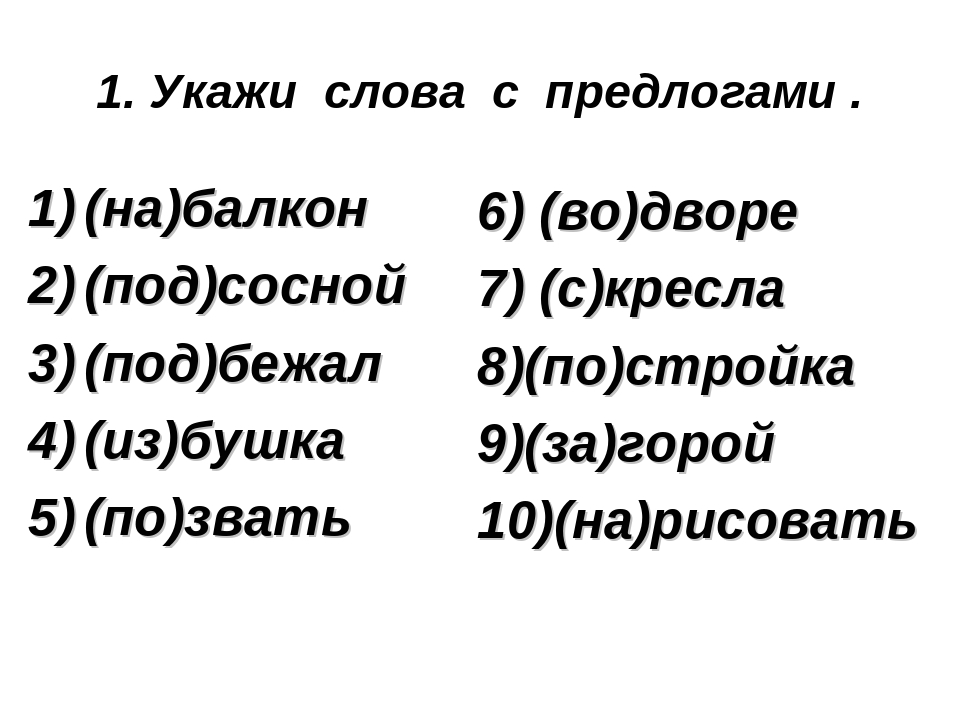 1. Укажи слова с предлогами .
1) (на)балкон
2) (под)сосной
3) (под)бежал
4) (из)бушка
5) (по)звать
6) (во)дворе
7) (с)кресла
8)(по)стройка
9)(за)горой
10)(на)рисовать